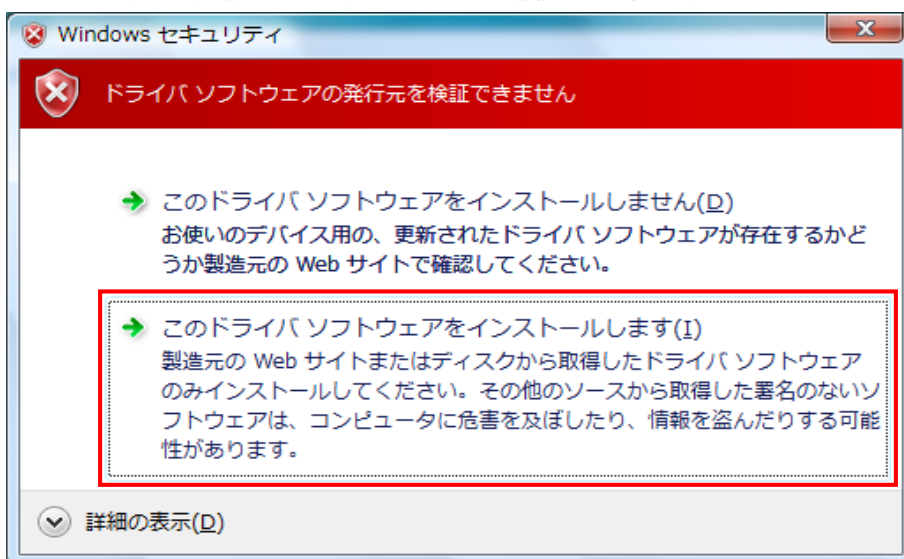 Windows セキュリティ
ドライバ ソフトウェアの発行元を検証できません
このドライバ ソフトウェアをインストールしません(D)
お使いのデバイス用の、更新されたドライバ ソフトウェアが存在するかど
うか製造元の Web サイトで確認してください。
このドライバ ソフトウェアをインストールします(I)
製造元の Web サイトまたはディスクから取得したドライバ ソフトウェア
のみインストールしてください。その他のソースから取得した署名のないソ
フトウェアは、コンピュータに危害を及ぼしたり、情報を盗んだりする可能
性があります。
詳細の表示(D)